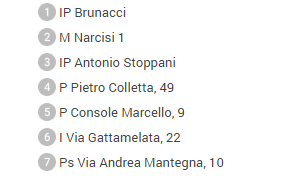 1 IP Brunacci
2 M Narcisi 1
3 IP Antonio Stoppani
4 P Pietro Colletta, 49
5 P Console Marcello, 9
6 I Via Gattamelata, 22
7 Ps Via Andrea Mantegna, 10